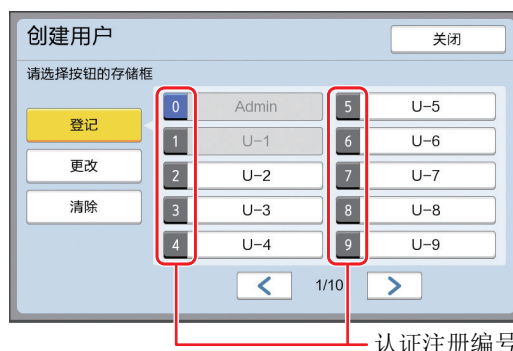 创建用户
关闭
请选择按钮的存储框
登记
更改
清除
0 Admin
1 U-1
2 U-2
3 U-3
4 U-4
5 U-5
6 U-6
7 U-7
8 U-8
9 U-9
< 1/10 >
认证注册编号